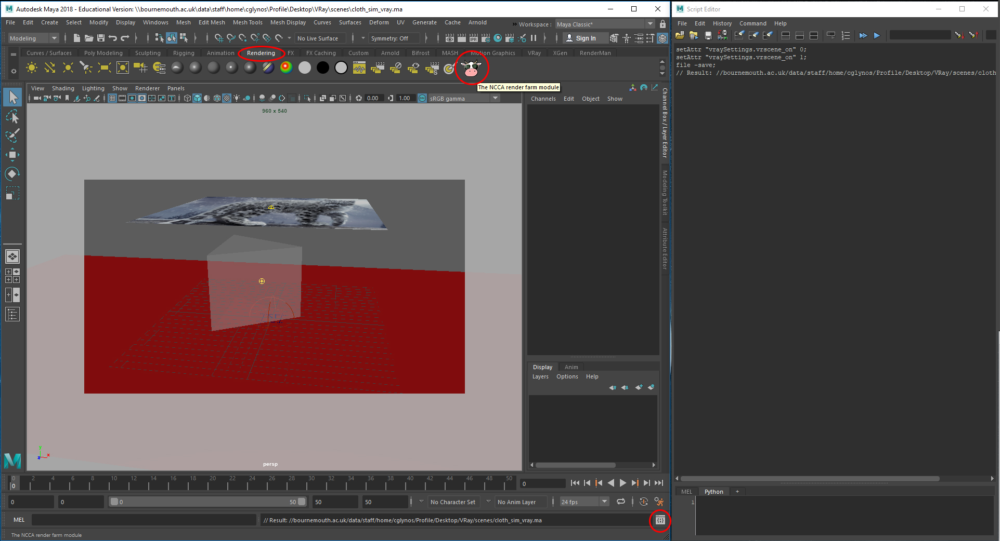 Autodesk Maya 2018 - Educational Version: \\bournemouth.ac.uk\data\staff\home\cglynos\Profile\Desktop\VRay\scenes\cloth_sim_vray.ma
File Edit Create Select Modify Display Windows Mesh Edit Mesh Mesh Tools Mesh Display Curves Surfaces Deform UV Generate Cache Arnold
Workspace : Maya Classic*
Modeling No Live Surface Symmetry: Off Sign In
IPR
Curves / Surfaces Poly Modeling Sculpting Rigging Animation Rendering FX FX Caching Custom Arnold Bifrost MASH Motion Graphics VRay XGen RenderMan
The NCCA render farm module
View Shading Lighting Show Renderer Panels
0.00 1.00 ON sRGB gamma
960 x 540
persp
y
z x
Channels Edit Object Show
Channel Box / Layer Editor
Modeling Toolkit
Attribute Editor
Display Anim
Layers Options Help
0 2 4 6 8 10 12 14 16 18 20 22 24 26 28 30 32 34 36 38 40 42 44 46 48 50
0 0
0 0 0 50 50 50 No Character Set No Anim Layer 24 fps
MEL // Result: //bournemouth.ac.uk/data/staff/home/cglynos/Profile/Desktop/VRay/scenes/cloth_sim_vray.ma
The NCCA render farm module
Script Editor
File Edit History Command Help
setAttr "vraySettings.vrscene_on" 0;
setAttr "vraySettings.vrscene_on" 1;
file -save;
// Result: //bournemouth.ac.uk/data/staff/home/cglynos/Profile/Desktop/VRay/scenes/cloth
MEL Python +
1